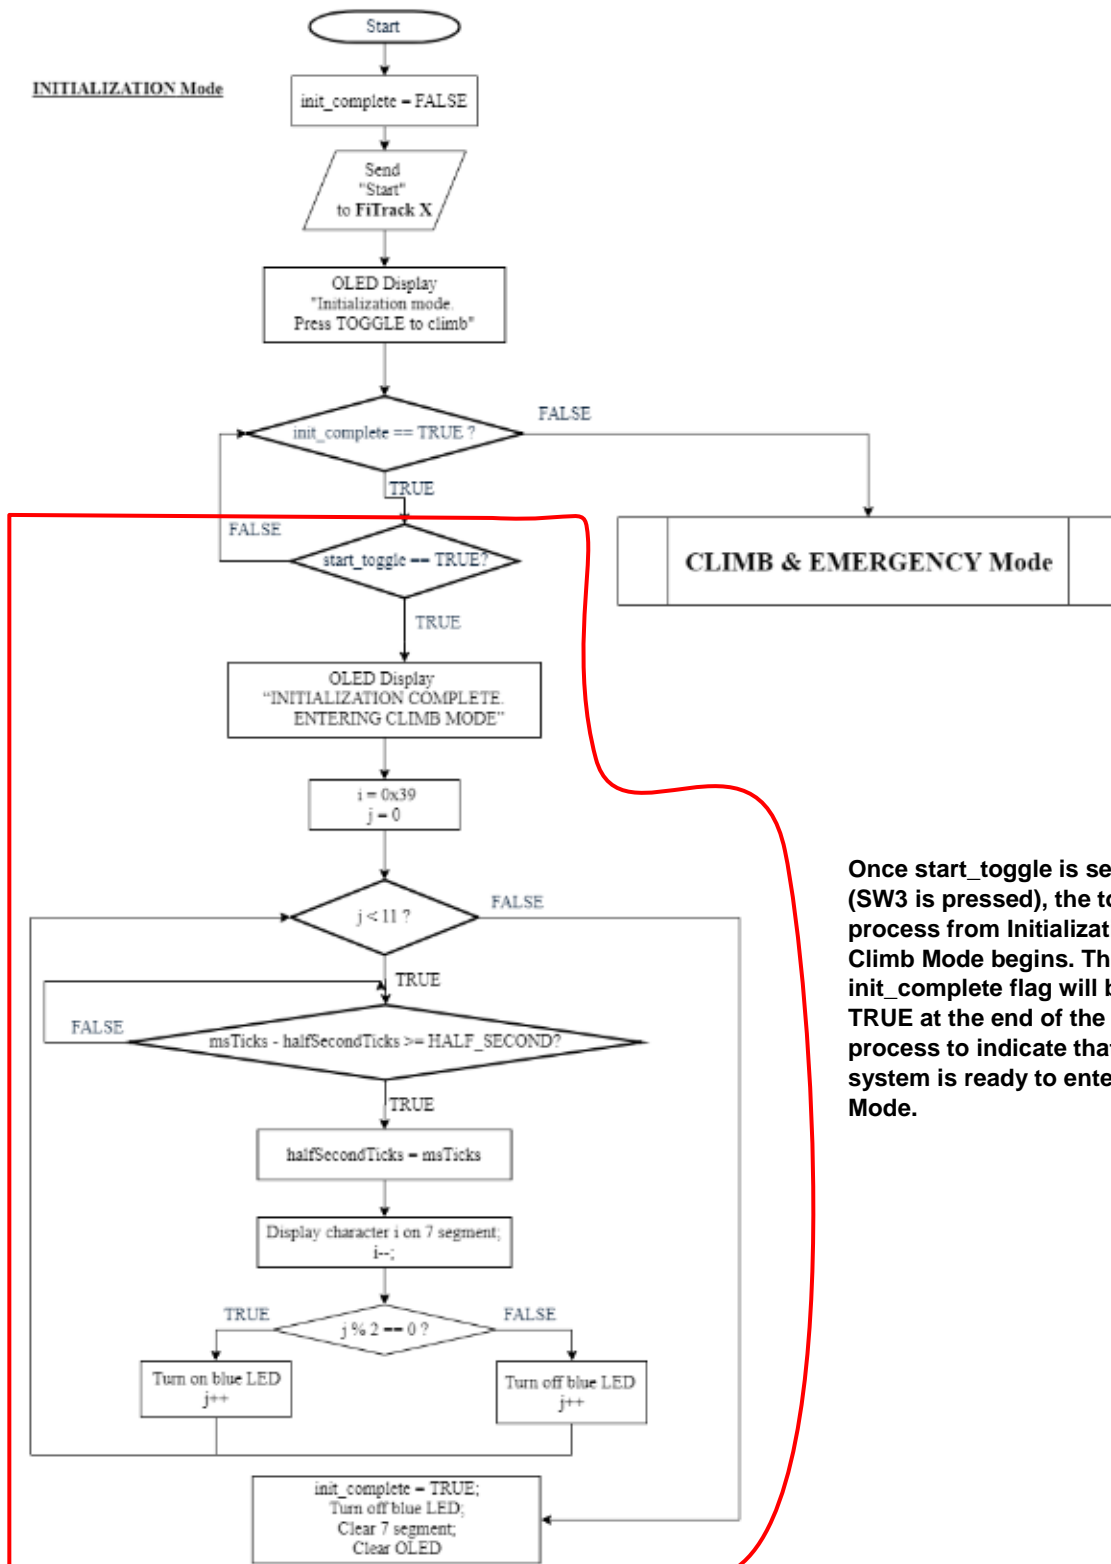 Start
INITIALIZATION Mode
init_complete = FALSE
Send
"Start"
to FiTrack X
OLED Display
"Initialization mode.
Press TOGGLE to climb"
FALSE
init_complete == TRUE ?
TRUE
FALSE
start_toggle == TRUE?
CLIMB & EMERGENCY Mode
TRUE
OLED Display
“INITIALIZATION COMPLETE.
ENTERING CLIMB MODE”
i = 0x39
j = 0
j < 11 ?
FALSE
TRUE
FALSE
msTicks - halfSecondTicks >= HALF_SECOND?
TRUE
halfSecondTicks = msTicks
Display character i on 7 segment;
i--;
TRUE
FALSE
j % 2 == 0 ?
Turn on blue LED
j++
Turn off blue LED
j++
init_complete = TRUE;
Turn off blue LED;
Clear 7 segment;
Clear OLED
Once start_toggle is se
(SW3 is pressed), the to
process from Initializat
Climb Mode begins. Th
init_complete flag will b
TRUE at the end of the
process to indicate that
system is ready to ente
Mode.